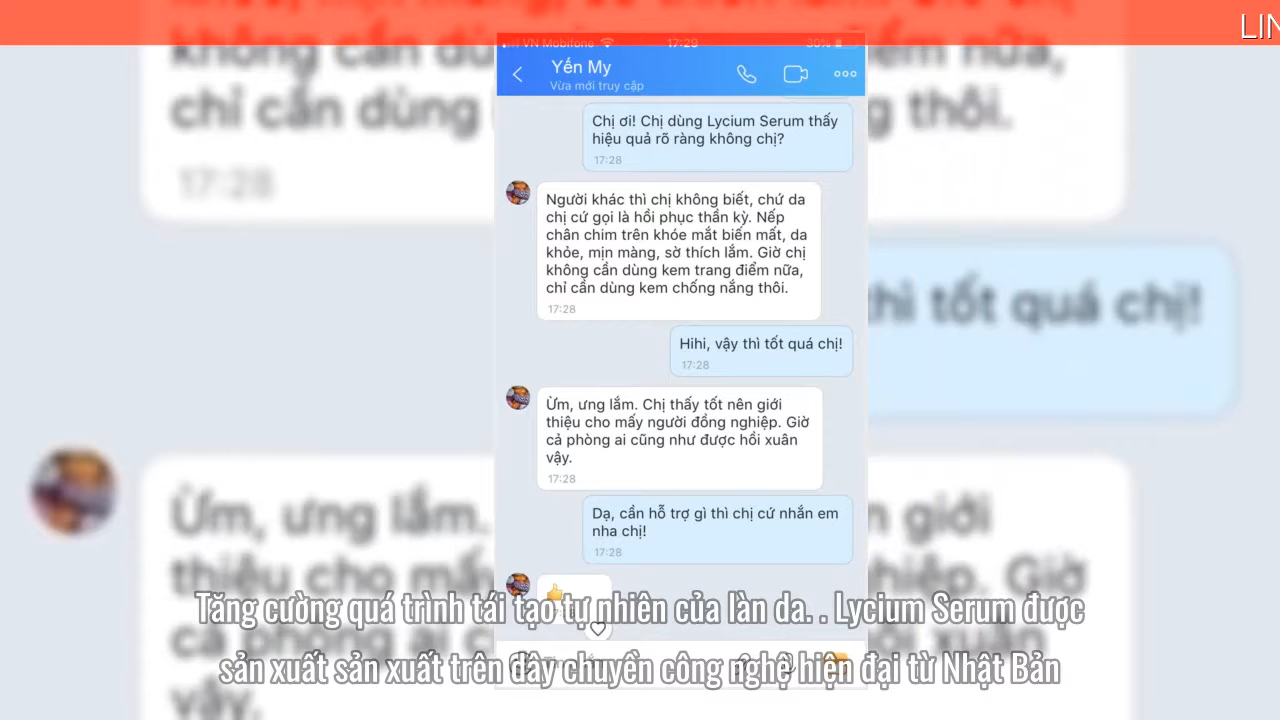 LIN
VN Mobifone 17:29 30%
Yến My
Vừa mới truy cập
Chị ơi! Chị dùng Lycium Serum thấy
hiệu quả rõ ràng không chị?
17:28
Người khác thì chị không biết, chứ da
chị cứ gọi là hồi phục thần kỳ. Nếp
chân chim trên khóe mắt biến mất, da
khỏe, mịn màng, sờ thích lắm. Giờ chị
không cần dùng kem trang điểm nữa,
chỉ cần dùng kem chống nắng thôi.
17:28
Hihi, vậy thì tốt quá chị!
17:28
Ừm, ưng lắm. Chị thấy tốt nên giới
thiệu cho mấy người đồng nghiệp. Giờ
cả phòng ai cũng như được hồi xuân
vậy.
17:28
Dạ, cần hỗ trợ gì thì chị cứ nhắn em
nha chị!
17:28
Tăng cường quá trình tái tạo tự nhiên của làn da. . Lycium Serum được
sản xuất sản xuất trên dây chuyền công nghệ hiện đại từ Nhật Bản